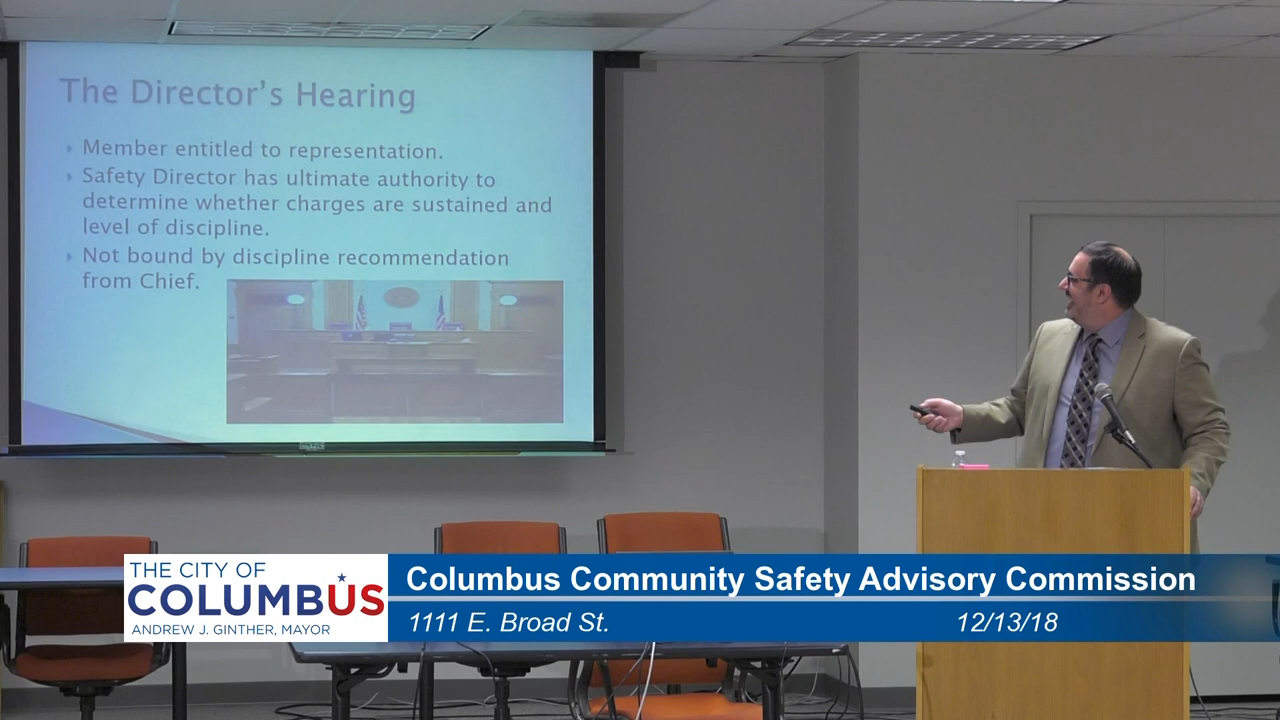 The Director's Hearing
Member entitled to representation.
Safety Director has ultimate authority to
determine whether charges are sustained and
level of discipline.
Not bound by discipline recommendation
from Chief.
THE CITY OF
COLUMBUS
ANDREW J. GINTHER, MAYOR
Columbus Community Safety Advisory Commission
1111 E. Broad St.
12/13/18